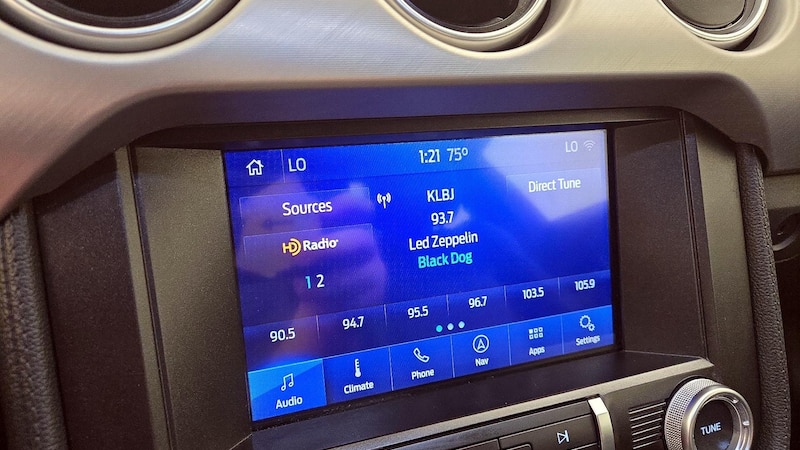 LO
1:21 75°
LO
Sources
KLBJ
Direct Tune
93.7
HD Radio
Led Zeppelin
Black Dog
1 2
90.5
94.7
95.5
96.7
103.5
105.9
Audio
Climate
Phone
Nav
Apps
Settings
TUNE